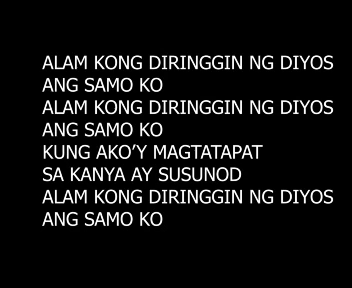 ALAM KONG DIRINGGIN NG DIYOS
ANG SAMO KO
ALAM KONG DIRINGGIN NG DIYOS
ANG SAMO KO
KUNG AKO’Y MAGTATAPAT
SA KANYA AY SUSUNOD
ALAM KONG DIRINGGIN NG DIYOS
ANG SAMO KO